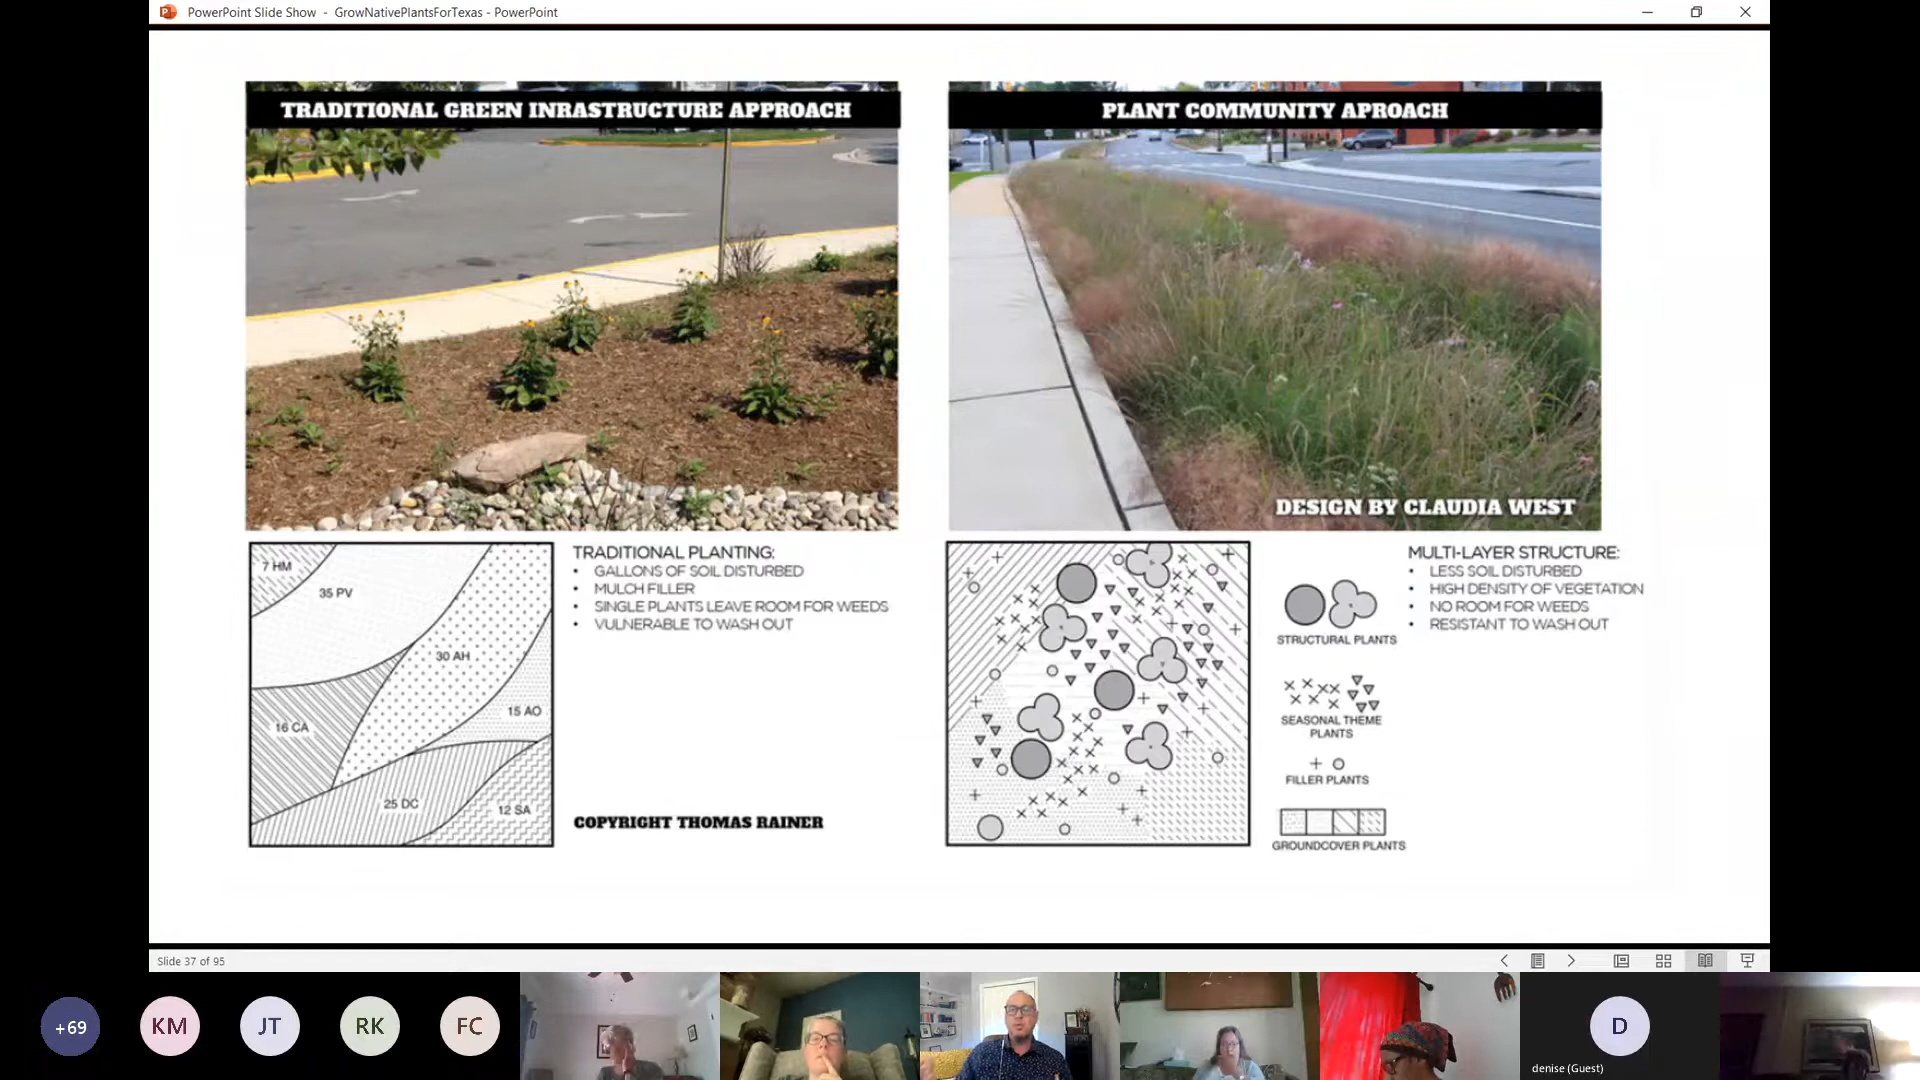 PowerPoint Slide Show - GrowNativePlantsForTexas - PowerPoint
TRADITIONAL GREEN INRASTRUCTURE APPROACH
PLANT COMMUNITY APROACH
DESIGN BY CLAUDIA WEST
7 HM
35 PV
30 AH
15 AO
16 CA
25 DC
12 SA
TRADITIONAL PLANTING:
• GALLONS OF SOIL DISTURBED
• MULCH FILLER
• SINGLE PLANTS LEAVE ROOM FOR WEEDS
• VULNERABLE TO WASH OUT
COPYRIGHT THOMAS RAINER
STRUCTURAL PLANTS
SEASONAL THEME
PLANTS
FILLER PLANTS
GROUNDCOVER PLANTS
MULTI-LAYER STRUCTURE:
• LESS SOIL DISTURBED
• HIGH DENSITY OF VEGETATION
• NO ROOM FOR WEEDS
• RESISTANT TO WASH OUT
Slide 37 of 95
+69
KM
JT
RK
FC
D
denise (Guest)